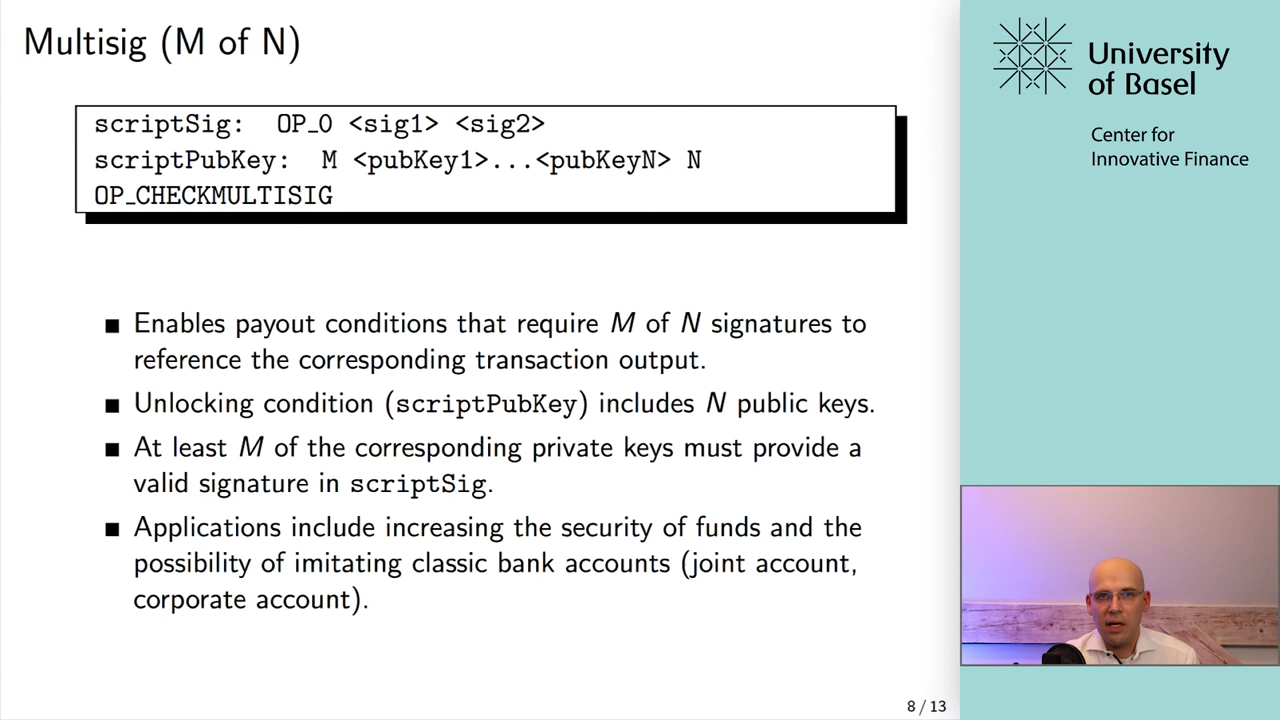 Multisig (M of N)
scriptSig: OP_0 <sig1> <sig2>
scriptPubKey: M <pubKey1>...<pubKeyN> N
OP_CHECKMULTISIG
■ Enables payout conditions that require M of N signatures to
reference the corresponding transaction output.
■ Unlocking condition (scriptPubKey) includes N public keys.
■ At least M of the corresponding private keys must provide a
valid signature in scriptSig.
■ Applications include increasing the security of funds and the
possibility of imitating classic bank accounts (joint account,
corporate account).
8 / 13
University
of Basel
Center for
Innovative Finance